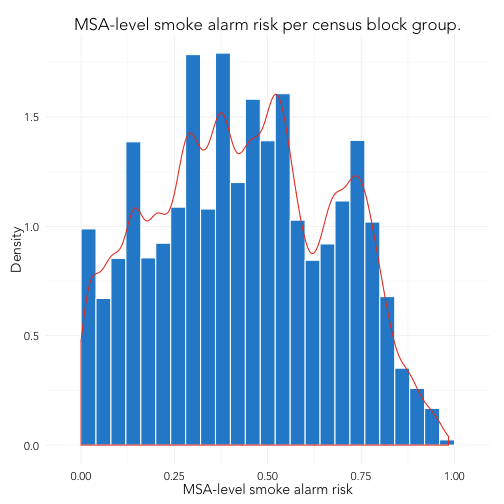 MSA-level smoke alarm risk per census block group.
1.5
1.0
0.5
0.0
Density
0.00 0.25 0.50 0.75 1.00
MSA-level smoke alarm risk